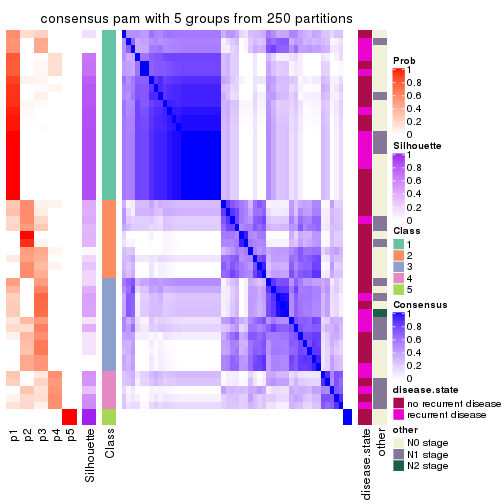 consensus pam with 5 groups from 250 partitions
Prob
1
0.8
0.6
0.4
0.2
0
Silhouette
1
0.8
0.6
0.4
0.2
0
Class
1
2
3
4
5
Consensus
1
0.8
0.6
0.4
0.2
0
disease.state
no recurrent disease
recurrent disease
other
N0 stage
N1 stage
N2 stage
p1
p2
p3
p4
p5
Silhouette
Class
disease.state
other